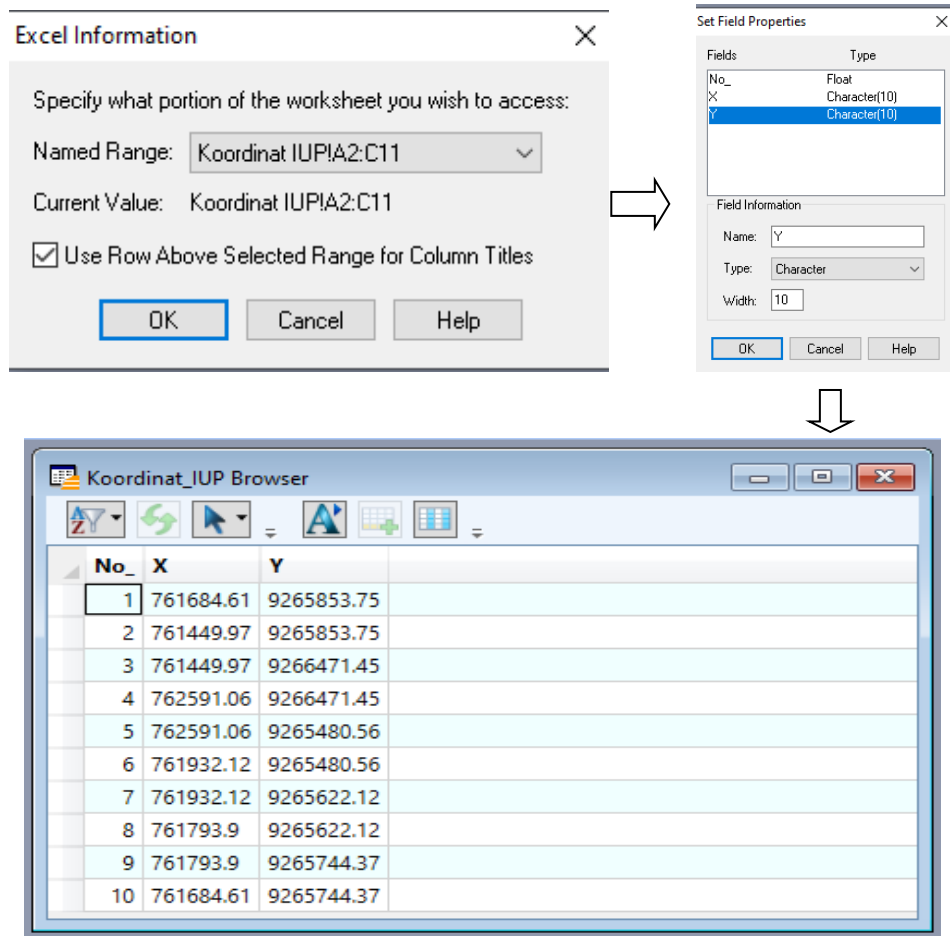 Excel Information
Specify what portion of the worksheet you wish to access:
Named Range: Koordinat IUP!A2:C11
Current Value: Koordinat IUP!A2:C11
Use Row Above Selected Range for Column Titles
OK Cancel Help
Set Field Properties
Fields Type
No_ Float
X Character(10)
Y Character(10)
Field Information
Name: Y
Type: Character
Width: 10
OK Cancel Help
Koordinat_IUP Browser
No_ X Y
1 761684.61 9265853.75
2 761449.97 9265853.75
3 761449.97 9266471.45
4 762591.06 9266471.45
5 762591.06 9265480.56
6 761932.12 9265480.56
7 761932.12 9265622.12
8 761793.9 9265622.12
9 761793.9 9265744.37
10 761684.61 9265744.37